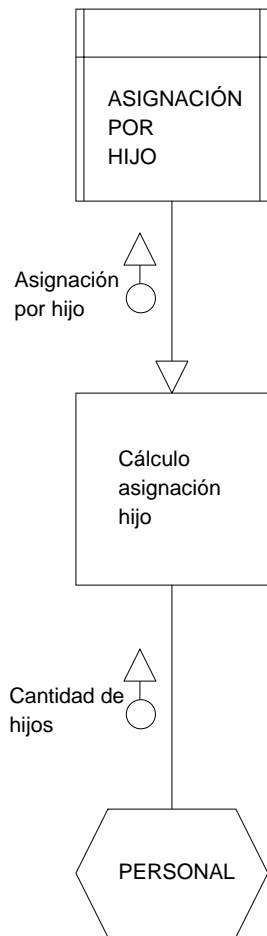 ASIGNACIÓN
POR
HIJO
Asignación
por hijo
Cálculo
asignación
hijo
Cantidad de
hijos
PERSONAL